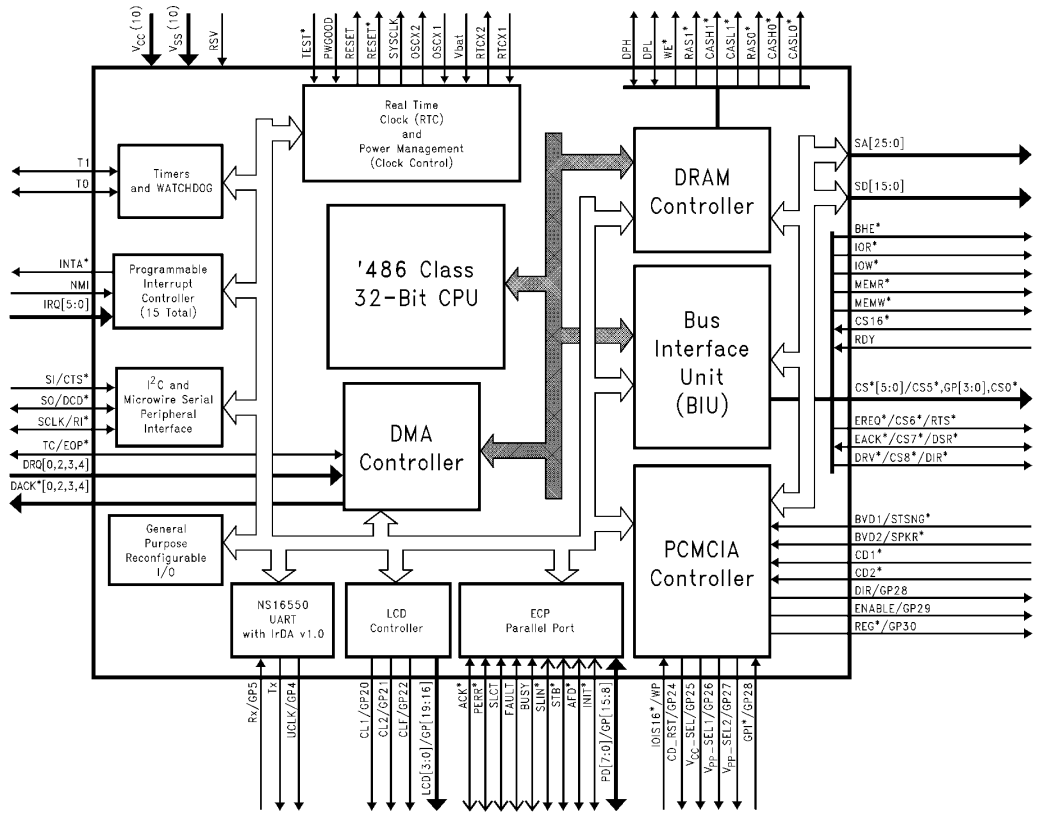 VCC (10)
VSS (10)
RSV
TEST*
PWGOOD
RESET
RESET*
SYSCLK
OSCX2
OSCX1
Vbat
RTCX2
RTCX1
DPH
DPL
WE*
RAS1*
CASH1*
CASL1*
RAS0*
CASH0*
CASL0*
Real Time
Clock (RTC)
and
Power Management
(Clock Control)
T1
T0
Timers
and WATCHDOG
DRAM
Controller
SA[25:0]
SD[15:0]
'486 Class
32-Bit CPU
INTA*
NMI
IRQ[5:0]
Programmable
Interrupt
Controller
(15 Total)
Bus
Interface
Unit
(BIU)
BHE*
IOR*
IOW*
MEMR*
MEMW*
CS16*
RDY
CS*[5:0]/CS5*,GP[3:0],CS0*
EREQ*/CS6*/RTS*
EACK*/CS7*/DSR*
DRV*/CS8*/DIR*
SI/CTS*
SO/DCD*
SCLK/RI*
I2C and
Microwire Serial
Peripheral
Interface
TC/EOP*
DRQ[0,2,3,4]
DACK*[0,2,3,4]
DMA
Controller
General
Purpose
Reconfigurable
I/O
PCMCIA
Controller
BVD1/STSNG*
BVD2/SPKR*
CD1*
CD2*
DIR/GP28
ENABLE/GP29
REG*/GP30
NS16550
UART
with IrDA v1.0
LCD
Controller
ECP
Parallel Port
Rx/GP5
Tx
UCLK/GP4
CL1/GP20
CL2/GP21
CLF/GP22
LCD[3:0]/GP[19:16]
ACK*
PERR*
SLCT
FAULT
BUSY
SLIN*
STB*
AFD*
INIT*
PD[7:0]/GP[15:8]
IOIS16*/WP
CD_RST/GP24
VCC_SEL/GP25
VPP_SEL1/GP26
VPP_SEL2/GP27
GPI*/GP28